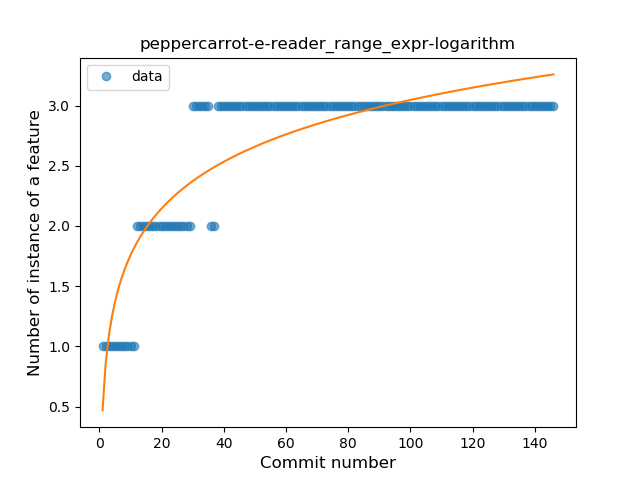 peppercarrot-e-reader_range_expr-logarithm
data
Number of instance of a feature
3.0
2.5
2.0
1.5
1.0
0.5
0 20 40 60 80 100 120 140
Commit number